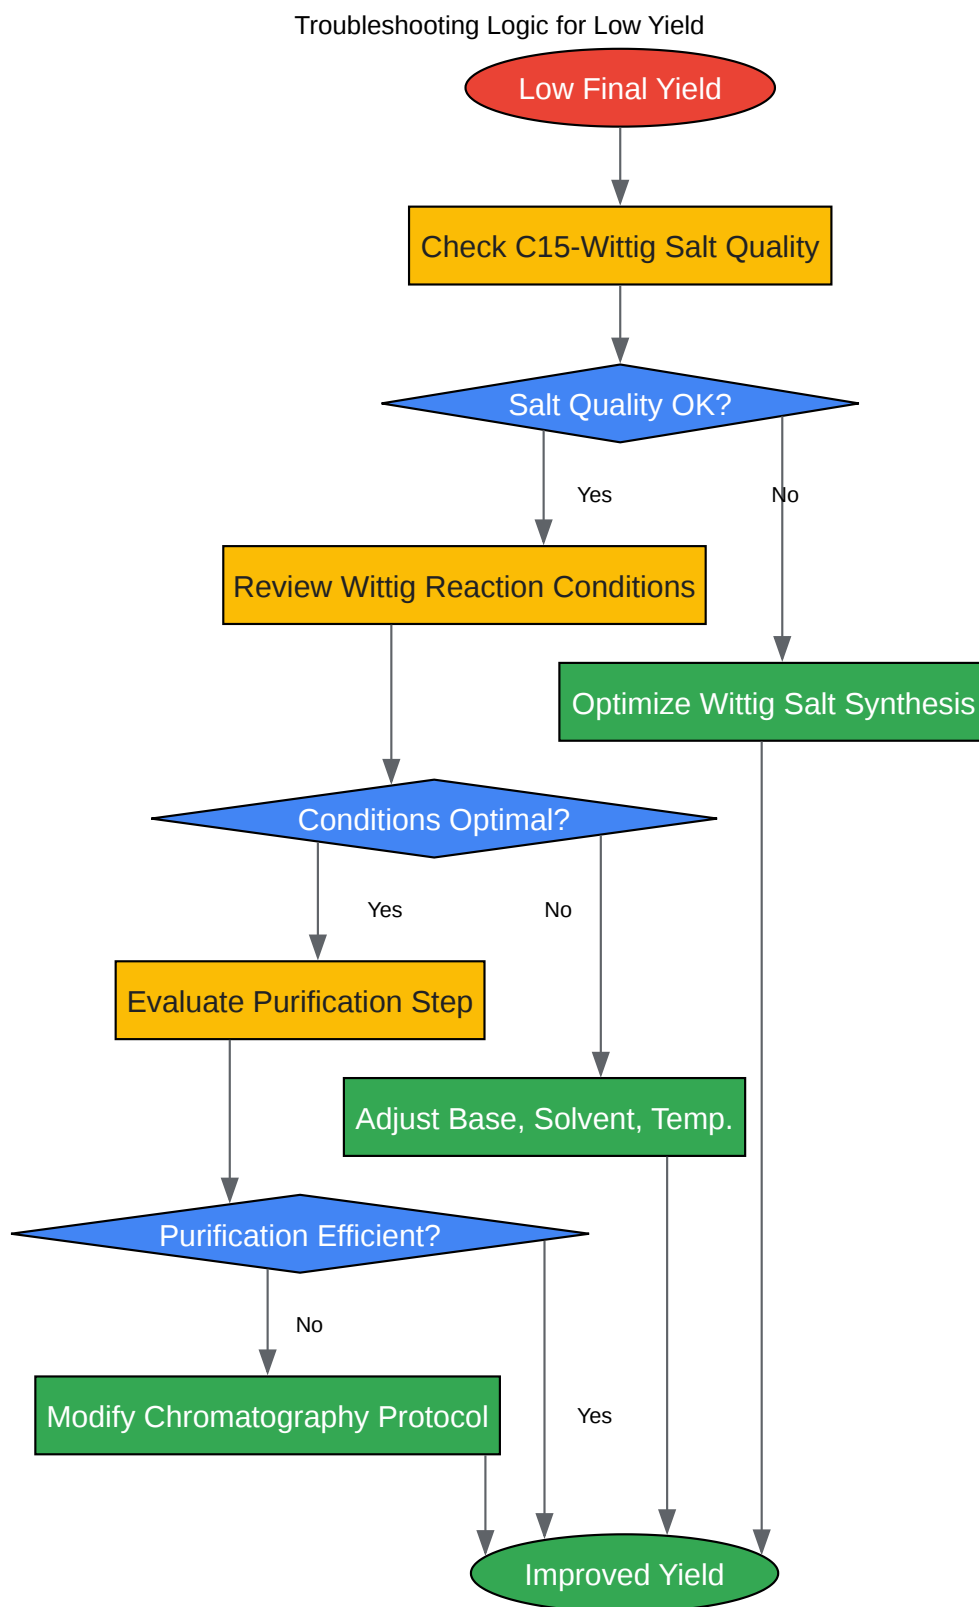 Troubleshooting Logic for Low Yield
Low Final Yield
Check C15-Wittig Salt Quality
Salt Quality OK?
Yes
No
Review Wittig Reaction Conditions
Optimize Wittig Salt Synthesis
Conditions Optimal?
Yes
No
Evaluate Purification Step
Adjust Base, Solvent, Temp.
Purification Efficient?
No
Modify Chromatography Protocol
Yes
Improved Yield